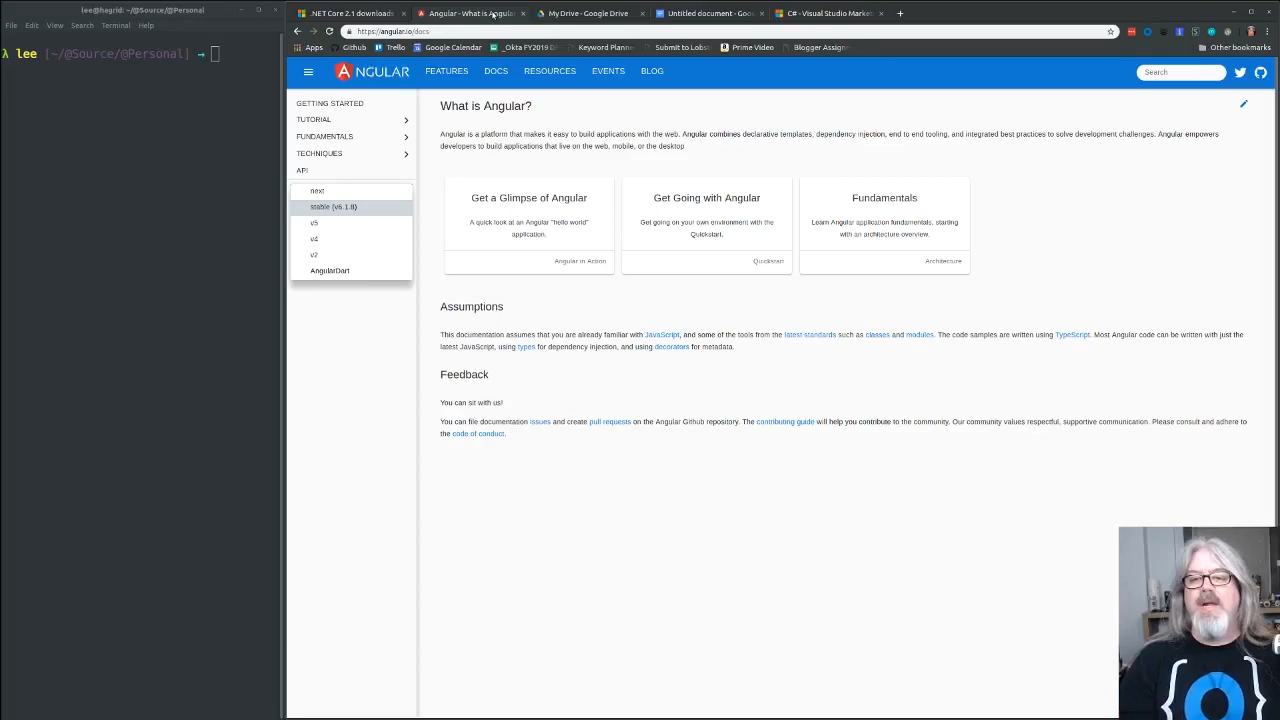 lee@hagrid: ~/@Source/@Personal
File Edit View Search Terminal Help
λ lee [~/@Source/@Personal] →
.NET Core 2.1 downloads
Angular - What is Angular
My Drive - Google Drive
Untitled document - Goo
C# - Visual Studio Market
https://angular.io/docs
Apps Github Trello Google Calendar _Okta FY2019 D Keyword Planne Submit to Lobst Prime Video Blogger Assign Other bookmarks
ANGULAR FEATURES DOCS RESOURCES EVENTS BLOG Search
GETTING STARTED
TUTORIAL
FUNDAMENTALS
TECHNIQUES
API
next
stable (v6.1.8)
v5
v4
v2
AngularDart
What is Angular?
Angular is a platform that makes it easy to build applications with the web. Angular combines declarative templates, dependency injection, end to end tooling, and integrated best practices to solve development challenges. Angular empowers
developers to build applications that live on the web, mobile, or the desktop
Get a Glimpse of Angular
A quick look at an Angular "hello world"
application.
Angular in Action
Get Going with Angular
Get going on your own environment with the
Quickstart.
Quickstart
Fundamentals
Learn Angular application fundamentals, starting
with an architecture overview.
Architecture
Assumptions
This documentation assumes that you are already familiar with JavaScript, and some of the tools from the latest standards such as classes and modules. The code samples are written using TypeScript. Most Angular code can be written with just the
latest JavaScript, using types for dependency injection, and using decorators for metadata.
Feedback
You can sit with us!
You can file documentation issues and create pull requests on the Angular Github repository. The contributing guide will help you contribute to the community. Our community values respectful, supportive communication. Please consult and adhere to
the code of conduct.